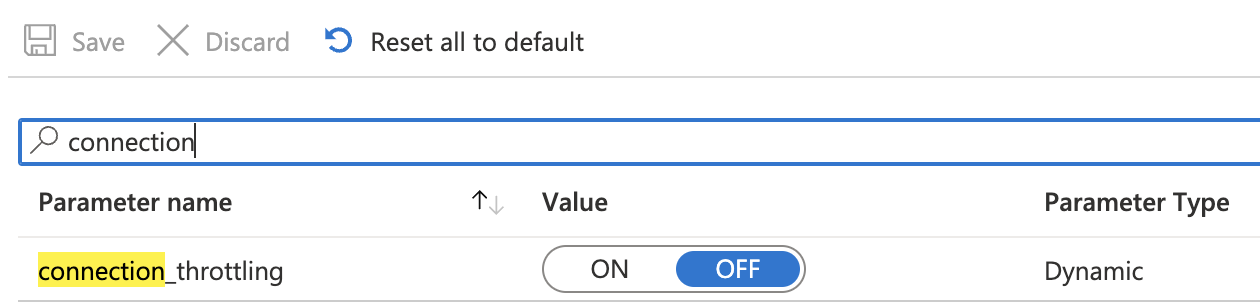 Save Discard Reset all to default
connection
Parameter name Value Parameter Type
connection_throttling ON OFF Dynamic